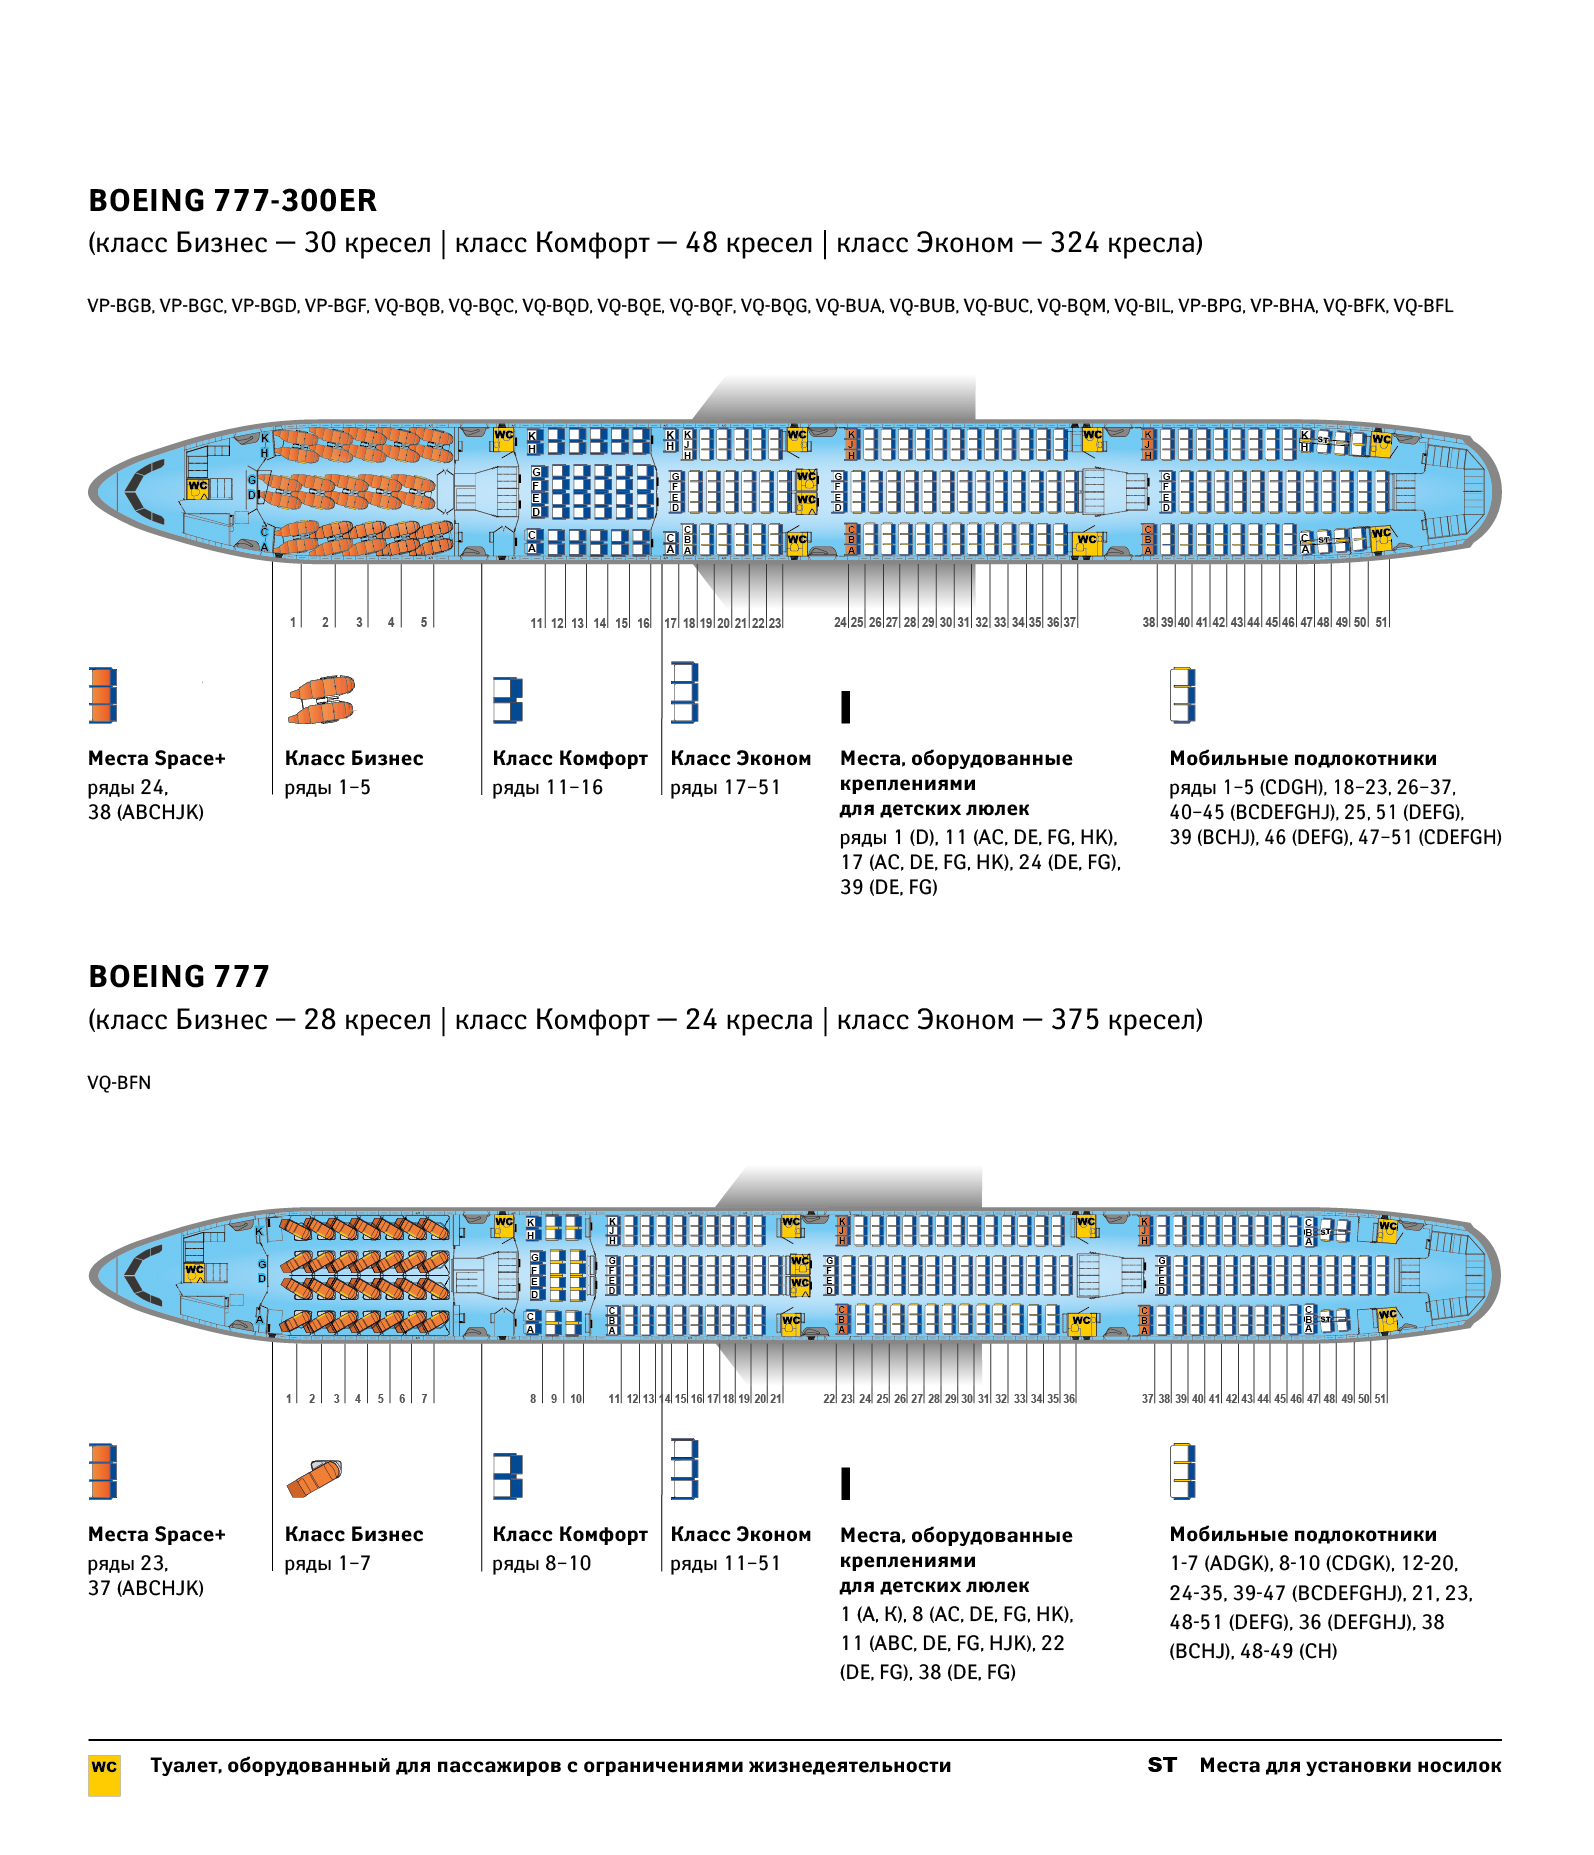 BOEING 777-300ER
(класс Бизнес — 30 кресел | класс Комфорт — 48 кресел | класс Эконом — 324 кресла)
VP-BGB, VP-BGC, VP-BGD, VP-BGF, VQ-BQB, VQ-BQC, VQ-BQD, VQ-BQE, VQ-BQF, VQ-BQG, VQ-BUA, VQ-BUB, VQ-BUC, VQ-BQM, VQ-BIL, VP-BPG, VP-BHA, VQ-BFK, VQ-BFL
K WC K K K WC K WC K K ST WC
H H H J H J H J H H
WC G D G F E D G F E D WC WC G F E D G F E D
C A C A C A C B A WC C B A WC C B A C A ST WC
1 2 3 4 5 11 12 13 14 15 16 17 18 19 20 21 22 23 24 25 26 27 28 29 30 31 32 33 34 35 36 37 38 39 40 41 42 43 44 45 46 47 48 49 50 51
Места Space+
ряды 24,
38 (ABCHJK)
Класс Бизнес
ряды 1–5
Класс Комфорт
ряды 11–16
Класс Эконом
ряды 17–51
Места, оборудованные
креплениями
для детских люлек
ряды 1 (D), 11 (AC, DE, FG, HK),
17 (AC, DE, FG, HK), 24 (DE, FG),
39 (DE, FG)
Мобильные подлокотники
ряды 1–5 (CDGH), 18–23, 26–37,
40–45 (BCDEFGHJ), 25, 51 (DEFG),
39 (BCHJ), 46 (DEFG), 47–51 (CDEFGH)
BOEING 777
(класс Бизнес — 28 кресел | класс Комфорт — 24 кресла | класс Эконом — 375 кресел)
VQ-BFN
K WC K H K J H WC K J H WC K J H C B A ST WC
WC G D G F E D G F E D WC WC G F E D G F E D
A C A C B A WC C B A WC C B A C B A ST WC
1 2 3 4 5 6 7 8 9 10 11 12 13 14 15 16 17 18 19 20 21 22 23 24 25 26 27 28 29 30 31 32 33 34 35 36 37 38 39 40 41 42 43 44 45 46 47 48 49 50 51
Места Space+
ряды 23,
37 (ABCHJK)
Класс Бизнес
ряды 1–7
Класс Комфорт
ряды 8–10
Класс Эконом
ряды 11–51
Места, оборудованные
креплениями
для детских люлек
1 (A, K), 8 (AC, DE, FG, HK),
11 (ABC, DE, FG, HJK), 22
(DE, FG), 38 (DE, FG)
Мобильные подлокотники
1-7 (ADGK), 8-10 (CDGK), 12-20,
24-35, 39-47 (BCDEFGHJ), 21, 23,
48-51 (DEFG), 36 (DEFGHJ), 38
(BCHJ), 48-49 (CH)
WC Туалет, оборудованный для пассажиров с ограничениями жизнедеятельности
ST Места для установки носилок